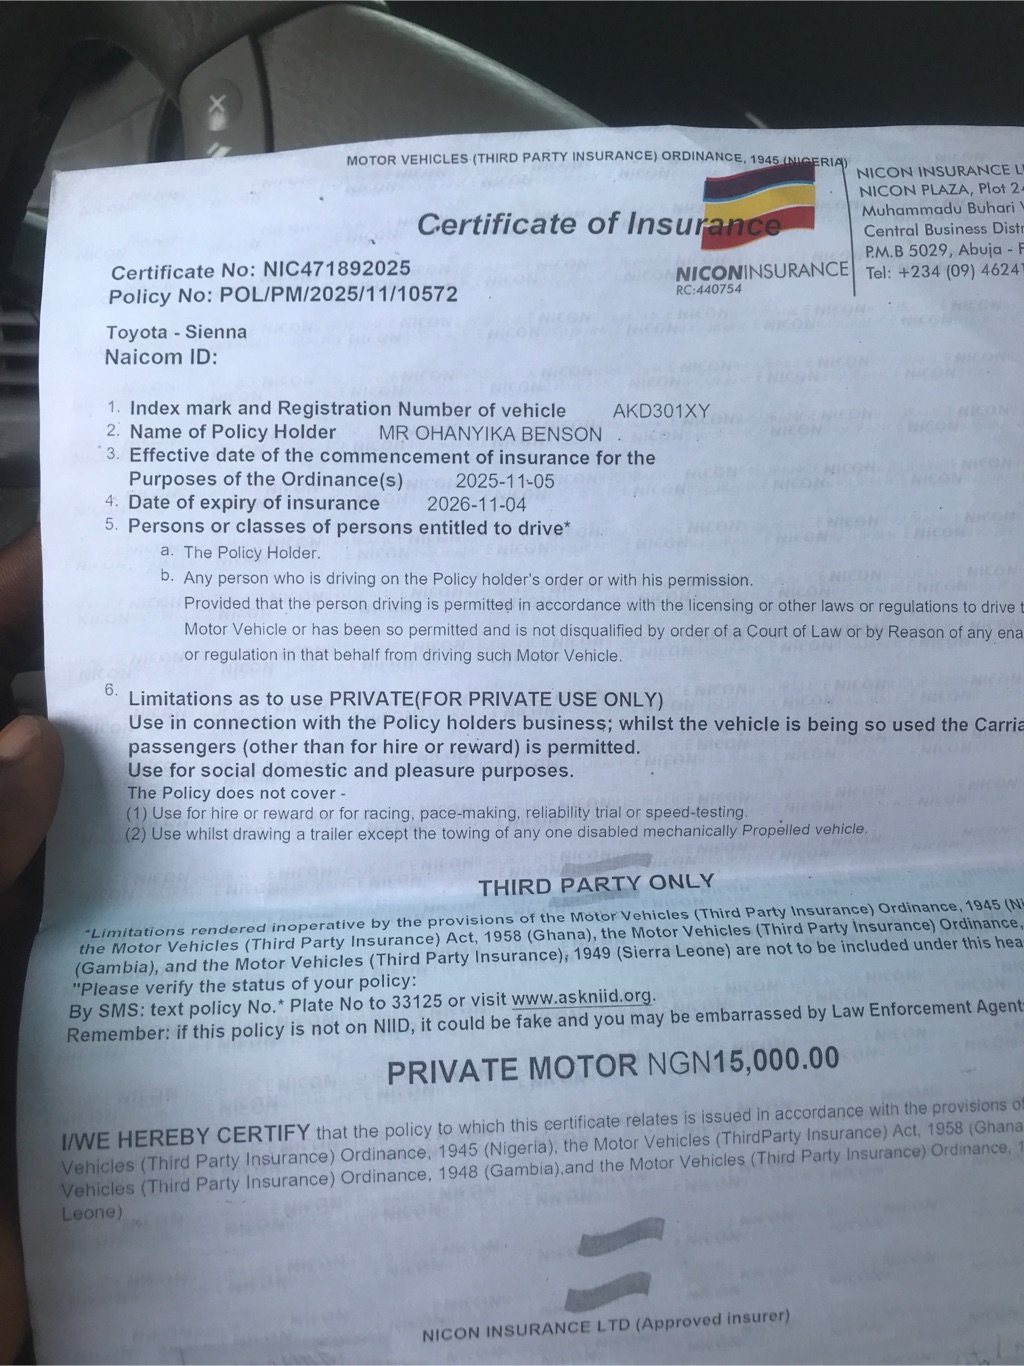 MOTOR VEHICLES (THIRD PARTY INSURANCE) ORDINANCE, 1945 (NIGERIA)
Certificate of Insurance
NICONINSURANCE
RC:440754
NICON INSURANCE
NICON PLAZA, Plot
Muhammadu Buhari
Central Business
P.M.B 5029, Abuja -
Tel: +234 (09)
Certificate No: NIC471892025
Policy No: POL/PM/2025/11/10572
Toyota - Sienna
Naicom ID:
1. Index mark and Registration Number of vehicle AKD301XY
2. Name of Policy Holder MR OHANYIKA BENSON
3. Effective date of the commencement of insurance for the
Purposes of the Ordinance(s) 2025-11-05
4. Date of expiry of insurance 2026-11-04
5. Persons or classes of persons entitled to drive*
a. The Policy Holder.
b. Any person who is driving on the Policy holder's order or with his permission.
Provided that the person driving is permitted in accordance with the licensing or other laws or regulations to drive
Motor Vehicle or has been so permitted and is not disqualified by order of a Court of Law or by Reason of any
or regulation in that behalf from driving such Motor Vehicle.
6. Limitations as to use PRIVATE(FOR PRIVATE USE ONLY)
Use in connection with the Policy holders business; whilst the vehicle is being so used the
passengers (other than for hire or reward) is permitted.
Use for social domestic and pleasure purposes.
The Policy does not cover -
(1) Use for hire or reward or for racing, pace-making, reliability trial or speed-testing.
(2) Use whilst drawing a trailer except the towing of any one disabled mechanically Propelled vehicle.
THIRD PARTY ONLY
*Limitations rendered inoperative by the provisions of the Motor Vehicles (Third Party Insurance) Ordinance, 1945
the Motor Vehicles (Third Party Insurance) Act, 1958 (Ghana), the Motor Vehicles (Third Party Insurance) Ordinance,
(Gambia), and the Motor Vehicles (Third Party Insurance), 1949 (Sierra Leone) are not to be included under this
"Please verify the status of your policy:
By SMS: text policy No.* Plate No to 33125 or visit www.askniid.org.
Remember: if this policy is not on NIID, it could be fake and you may be embarrassed by Law Enforcement
PRIVATE MOTOR NGN15,000.00
I/WE HEREBY CERTIFY that the policy to which this certificate relates is issued in accordance with the provisions of
Vehicles (Third Party Insurance) Ordinance, 1945 (Nigeria), the Motor Vehicles (ThirdParty Insurance) Act, 1958 (Ghana
Vehicles (Third Party Insurance) Ordinance, 1948 (Gambia),and the Motor Vehicles (Third Party Insurance) Ordinance,
Leone)
NICON INSURANCE LTD (Approved insurer)